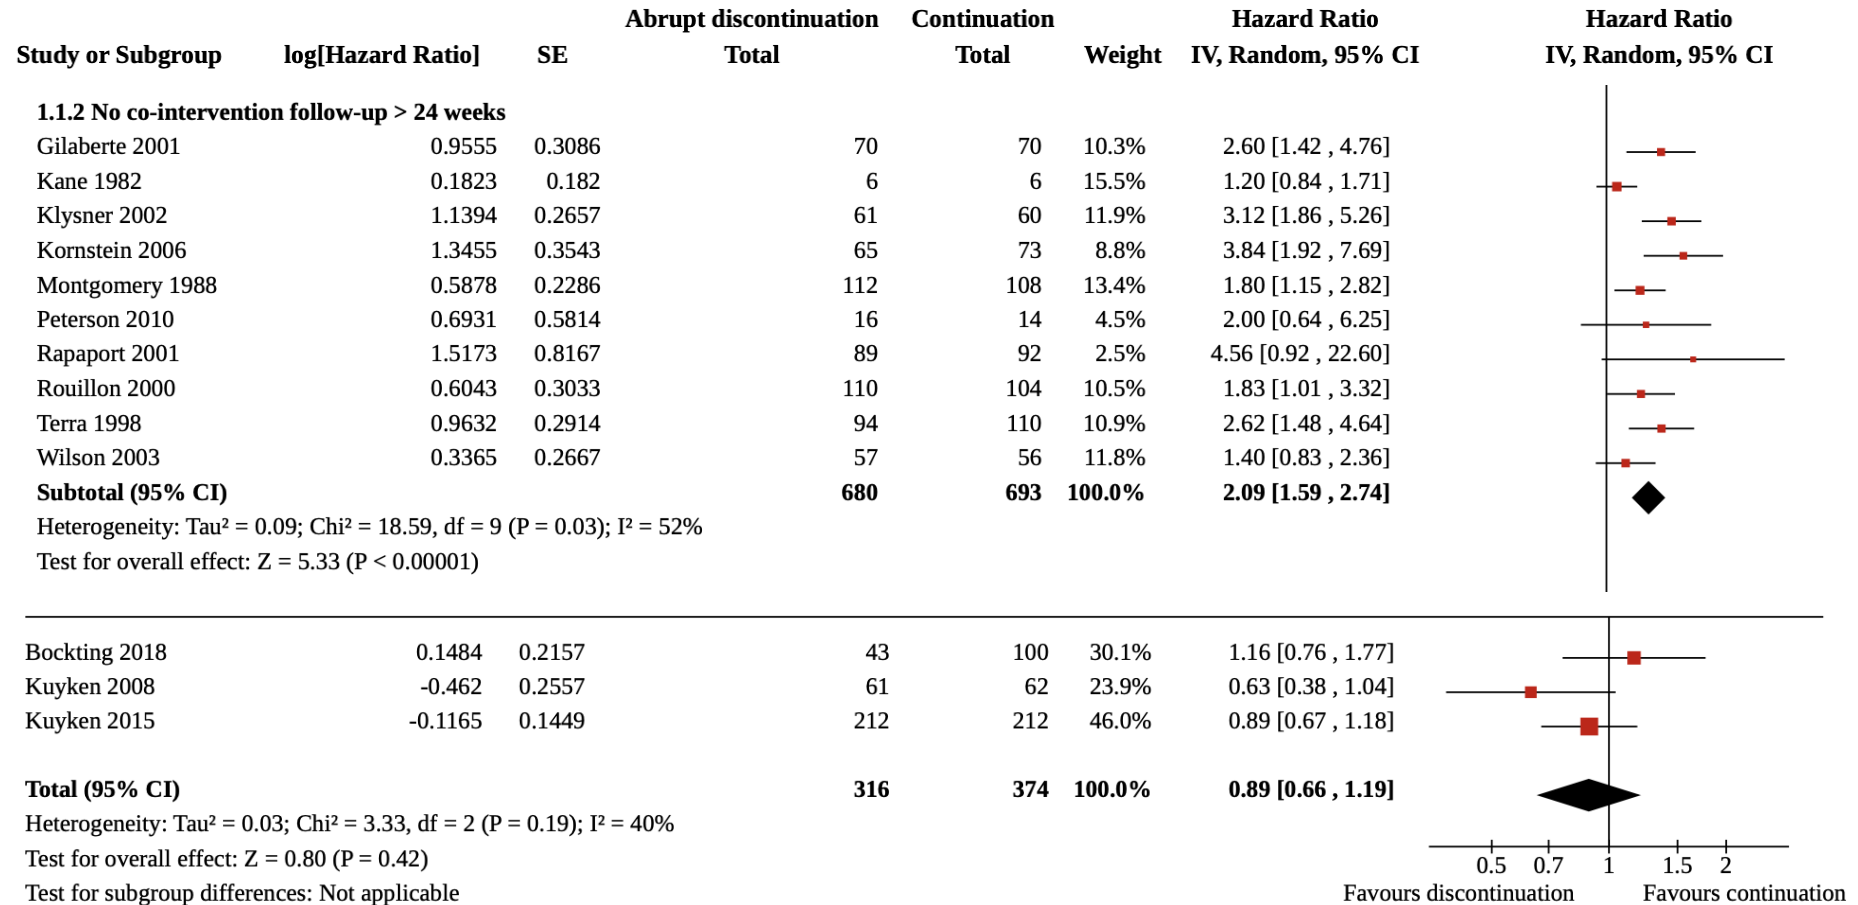 Abrupt discontinuation Continuation Hazard Ratio Hazard Ratio
Study or Subgroup log[Hazard Ratio] SE Total Total Weight IV, Random, 95% CI IV, Random, 95% CI
1.1.2 No co-intervention follow-up > 24 weeks
Gilaberte 2001 0.9555 0.3086 70 70 10.3% 2.60 [1.42 , 4.76]
Kane 1982 0.1823 0.182 6 6 15.5% 1.20 [0.84 , 1.71]
Klysner 2002 1.1394 0.2657 61 60 11.9% 3.12 [1.86 , 5.26]
Kornstein 2006 1.3455 0.3543 65 73 8.8% 3.84 [1.92 , 7.69]
Montgomery 1988 0.5878 0.2286 112 108 13.4% 1.80 [1.15 , 2.82]
Peterson 2010 0.6931 0.5814 16 14 4.5% 2.00 [0.64 , 6.25]
Rapaport 2001 1.5173 0.8167 89 92 2.5% 4.56 [0.92 , 22.60]
Rouillon 2000 0.6043 0.3033 110 104 10.5% 1.83 [1.01 , 3.32]
Terra 1998 0.9632 0.2914 94 110 10.9% 2.62 [1.48 , 4.64]
Wilson 2003 0.3365 0.2667 57 56 11.8% 1.40 [0.83 , 2.36]
Subtotal (95% CI) 680 693 100.0% 2.09 [1.59 , 2.74]
Heterogeneity: Tau² = 0.09; Chi² = 18.59, df = 9 (P = 0.03); I² = 52%
Test for overall effect: Z = 5.33 (P < 0.00001)
Bockting 2018 0.1484 0.2157 43 100 30.1% 1.16 [0.76 , 1.77]
Kuyken 2008 -0.462 0.2557 61 62 23.9% 0.63 [0.38 , 1.04]
Kuyken 2015 -0.1165 0.1449 212 212 46.0% 0.89 [0.67 , 1.18]
Total (95% CI) 316 374 100.0% 0.89 [0.66 , 1.19]
Heterogeneity: Tau² = 0.03; Chi² = 3.33, df = 2 (P = 0.19); I² = 40%
Test for overall effect: Z = 0.80 (P = 0.42) 0.5 0.7 1 1.5 2
Test for subgroup differences: Not applicable Favours discontinuation Favours continuation